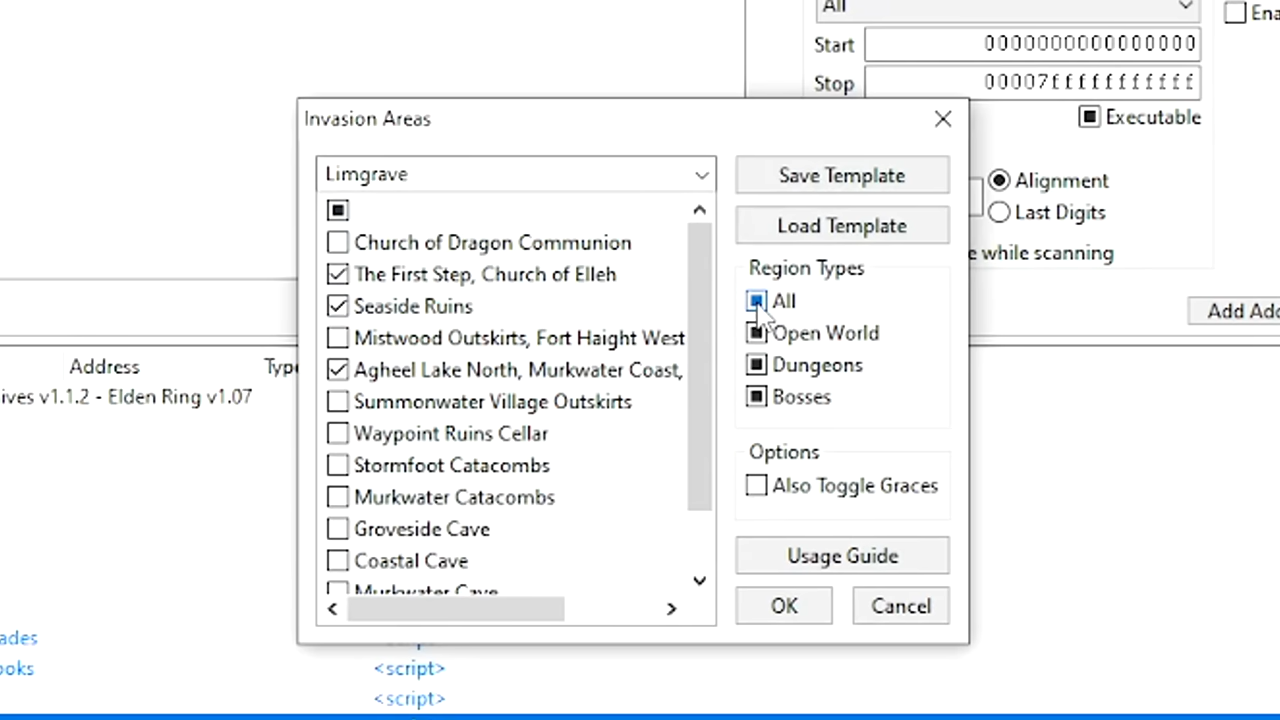 All
Ena
Start
0000000000000000
Stop
00007fffffffffff
Executable
Alignment
Last Digits
e while scanning
Add Add
Address
Type
ives v1.1.2 - Elden Ring v1.07
Invasion Areas
Limgrave
Church of Dragon Communion
The First Step, Church of Elleh
Seaside Ruins
Mistwood Outskirts, Fort Haight West
Agheel Lake North, Murkwater Coast,
Summonwater Village Outskirts
Waypoint Ruins Cellar
Stormfoot Catacombs
Murkwater Catacombs
Groveside Cave
Coastal Cave
Murkwater Cave
Save Template
Load Template
Region Types
All
Open World
Dungeons
Bosses
Options
Also Toggle Graces
Usage Guide
OK
Cancel
ades
ooks
<script>
<script>